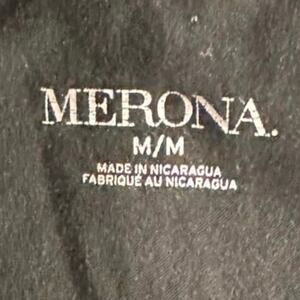 MERONA.
M/M
MADE IN NICARAGUA
FABRIQUÉ AU NICARAGUA